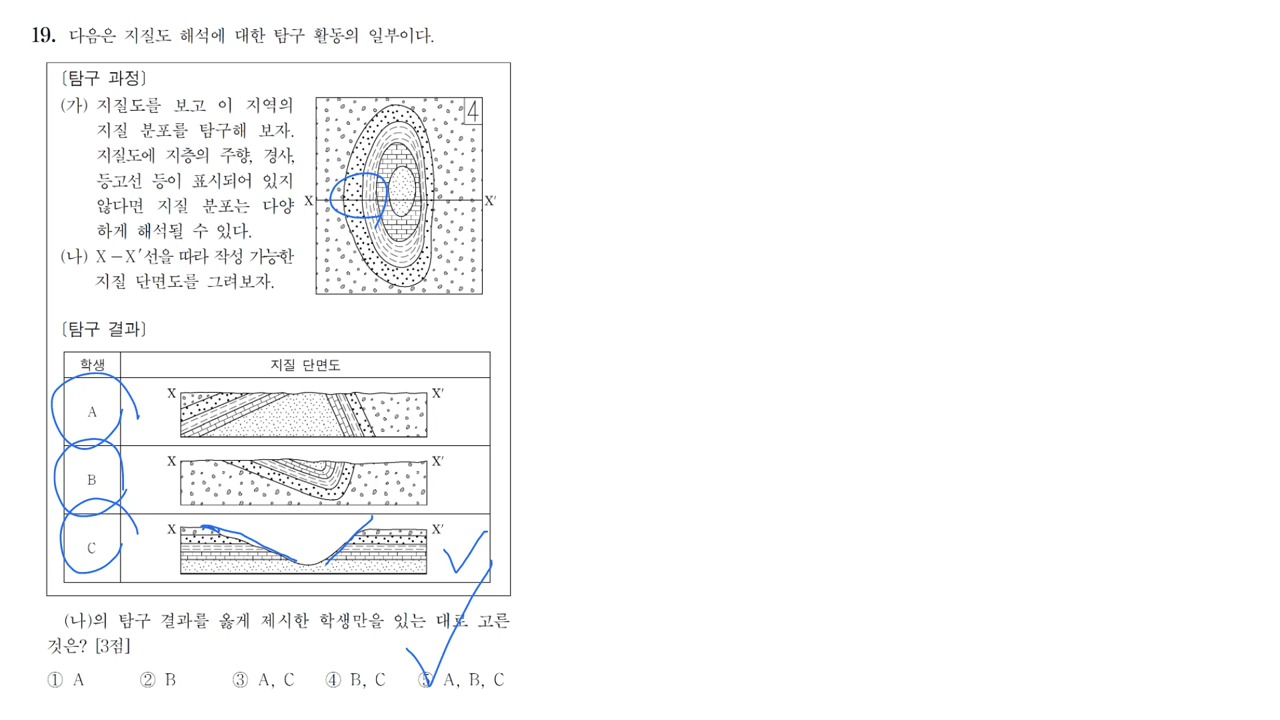 19. 다음은 지질도 해석에 대한 탐구 활동의 일부이다.
[탐구 과정]
(가) 지질도를 보고 이 지역의
지질 분포를 탐구해 보자.
지질도에 지층의 주향, 경사,
등고선 등이 표시되어 있지
않다면 지질 분포는 다양
하게 해석될 수 있다.
(나) X-X′선을 따라 작성 가능한
지질 단면도를 그려보자.
4
X X′
[탐구 결과]
학생 지질 단면도
A X X′
B X X′
C X X′
(나)의 탐구 결과를 옳게 제시한 학생만을 있는 대로 고른
것은? [3점]
① A ② B ③ A, C ④ B, C ⑤ A, B, C